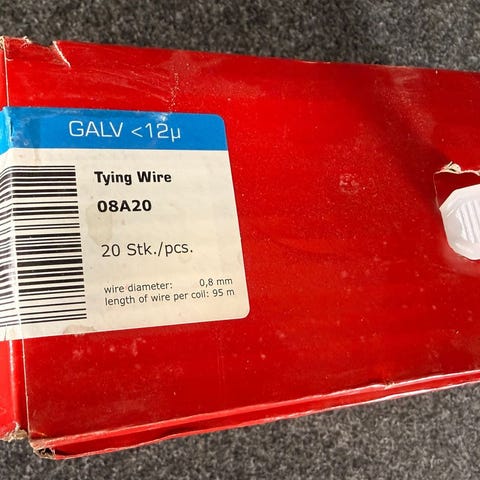 GALV <12µ
Tying Wire
08A20
20 Stk./pcs.
wire diameter: 0,8 mm
length of wire per coil: 95 m